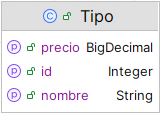 C Tipo
p precio BigDecimal
p id Integer
p nombre String